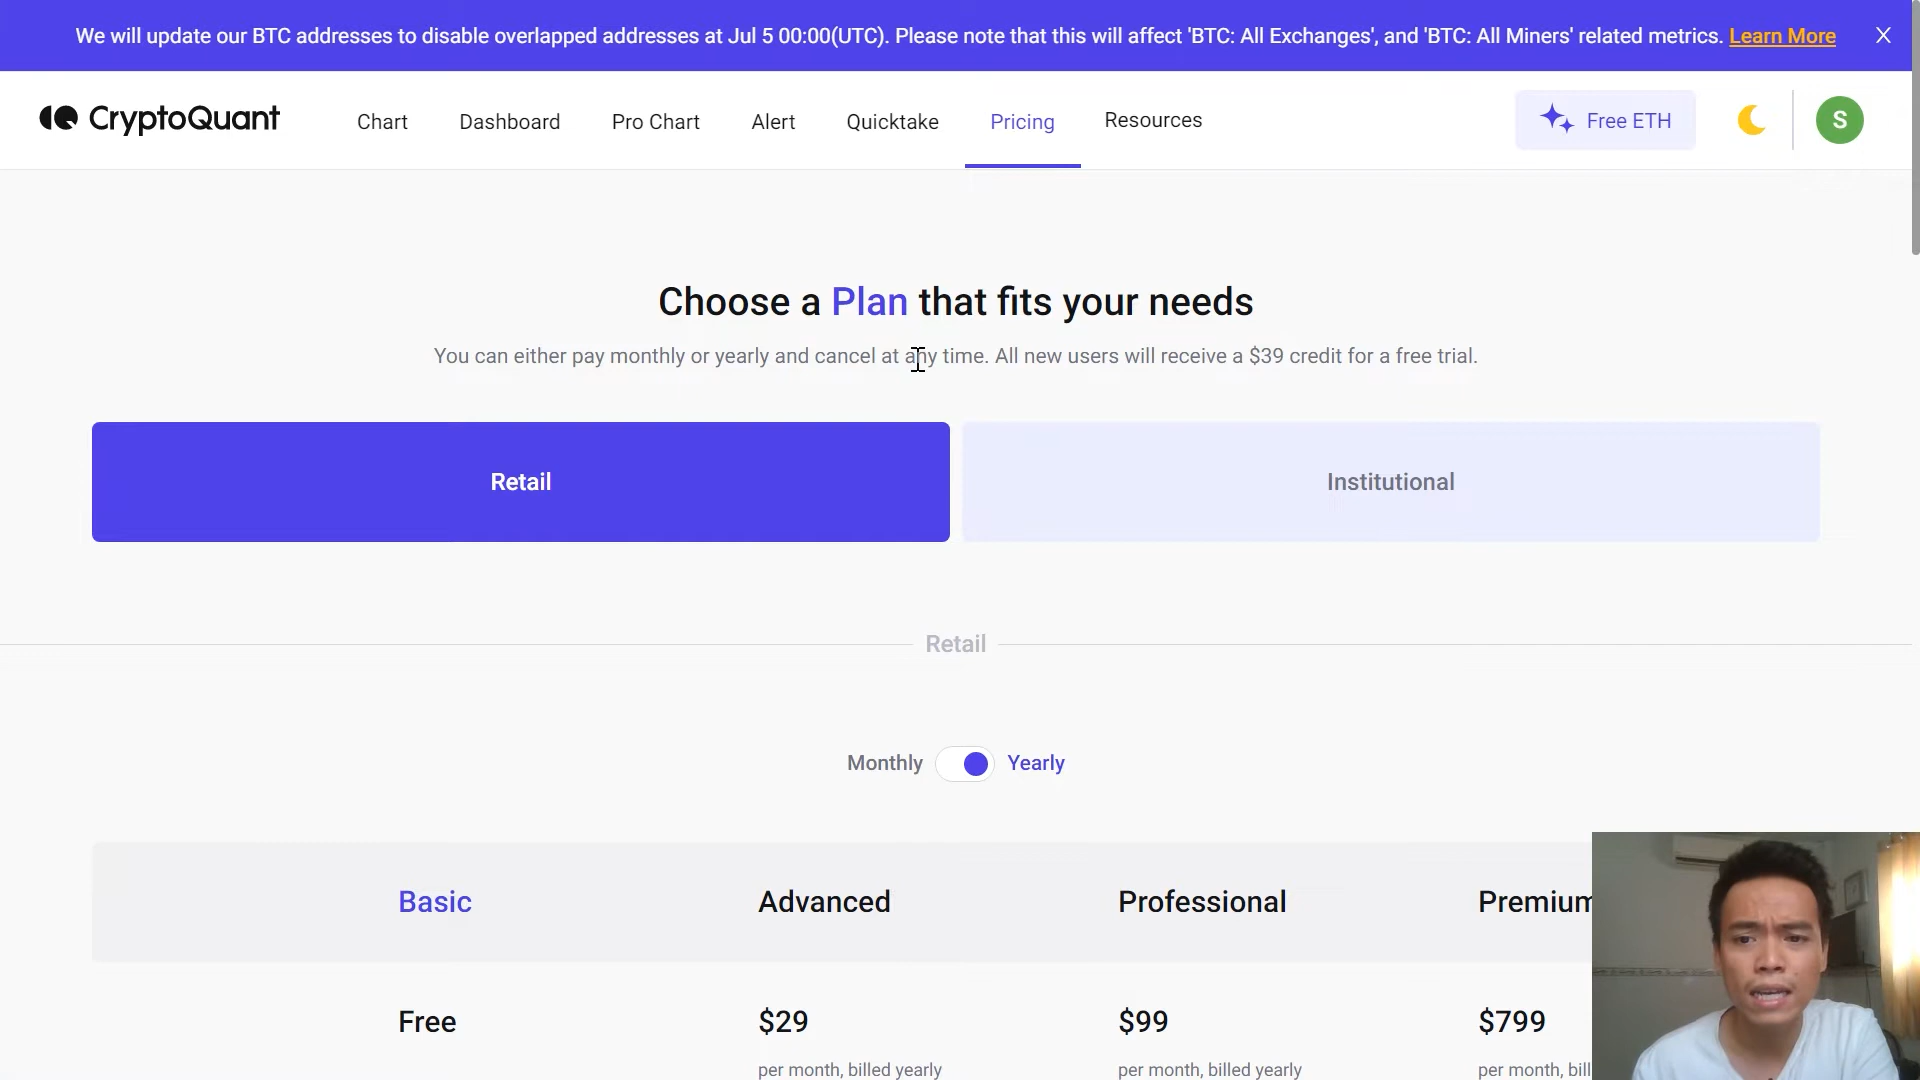 We will update our BTC addresses to disable overlapped addresses at Jul 5 00:00(UTC). Please note that this will affect 'BTC: All Exchanges', and 'BTC: All Miners' related metrics. Learn More X
CryptoQuant Chart Dashboard Pro Chart Alert Quicktake Pricing Resources Free ETH S
Choose a Plan that fits your needs
You can either pay monthly or yearly and cancel at any time. All new users will receive a $39 credit for a free trial.
Retail Institutional
Retail
Monthly Yearly
Basic Advanced Professional Premium
Free $29 $99 $799
per month, billed yearly per month, billed yearly per month, bil